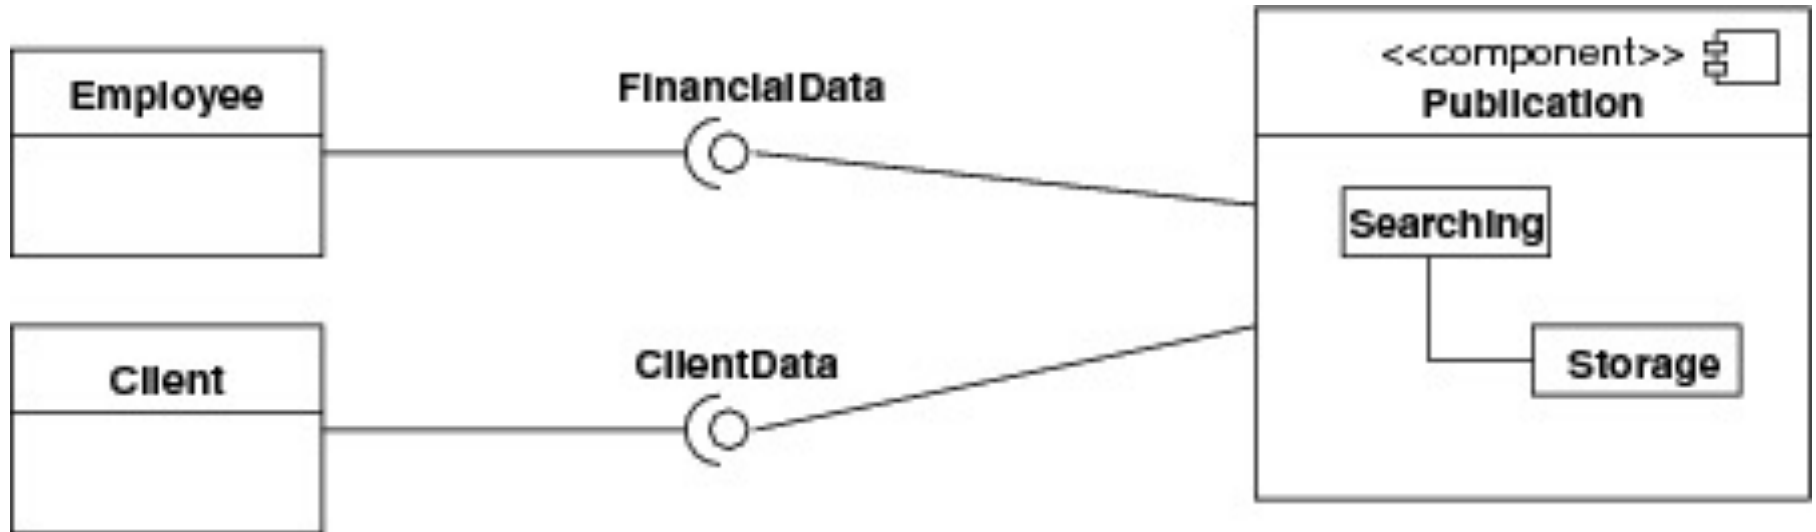 Employee
FinancialData
<<component>>
Publication
Searching
Storage
Client
ClientData